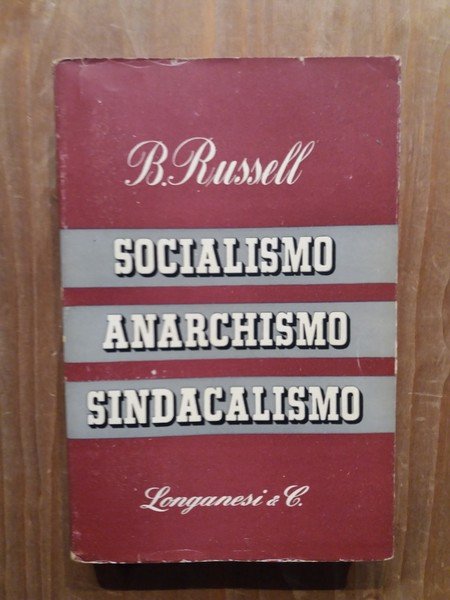 B. Russell
SOCIALISMO
ANARCHISMO
SINDACALISMO
Longanesi & C.